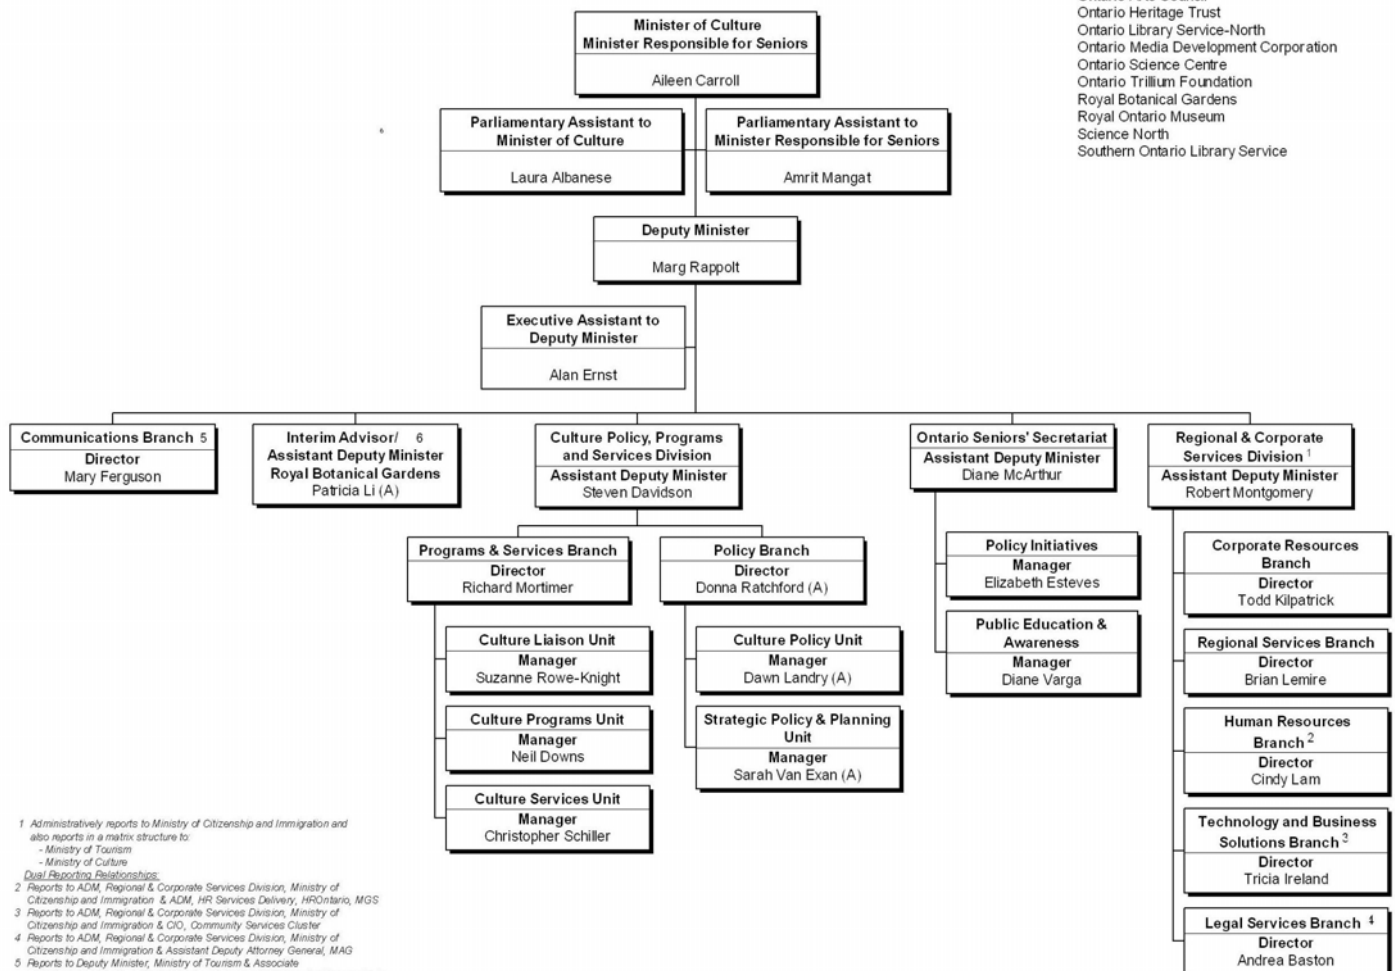 Ontario Heritage Trust
Ontario Library Service-North
Ontario Media Development Corporation
Ontario Science Centre
Ontario Trillium Foundation
Royal Botanical Gardens
Royal Ontario Museum
Science North
Southern Ontario Library Service
Minister of Culture
Minister Responsible for Seniors
Aileen Carroll
Parliamentary Assistant to
Minister of Culture
Laura Albanese
Parliamentary Assistant to
Minister Responsible for Seniors
Amrit Mangat
6
Deputy Minister
Marg Rappolt
Executive Assistant to
Deputy Minister
Alan Ernst
Communications Branch 5
Director
Mary Ferguson
Interim Advisor/ 6
Assistant Deputy Minister
Royal Botanical Gardens
Patricia Li (A)
Culture Policy, Programs
and Services Division
Assistant Deputy Minister
Steven Davidson
Programs & Services Branch
Director
Richard Mortimer
Culture Liaison Unit
Manager
Suzanne Rowe-Knight
Culture Programs Unit
Manager
Neil Downs
Culture Services Unit
Manager
Christopher Schiller
Policy Branch
Director
Donna Ratchford (A)
Culture Policy Unit
Manager
Dawn Landry (A)
Strategic Policy & Planning
Unit
Manager
Sarah Van Exan (A)
Ontario Seniors' Secretariat
Assistant Deputy Minister
Diane McArthur
Policy Initiatives
Manager
Elizabeth Esteves
Public Education &
Awareness
Manager
Diane Varga
Regional & Corporate
Services Division 1
Assistant Deputy Minister
Robert Montgomery
Corporate Resources
Branch
Director
Todd Kilpatrick
Regional Services Branch
Director
Brian Lemire
Human Resources
Branch 2
Director
Cindy Lam
Technology and Business
Solutions Branch 3
Director
Tricia Ireland
Legal Services Branch 4
Director
Andrea Baston
1 Administratively reports to Ministry of Citizenship and Immigration and
also reports in a matrix structure to:
- Ministry of Tourism
- Ministry of Culture
Dual Reporting Relationships:
2 Reports to ADM, Regional & Corporate Services Division, Ministry of
Citizenship and Immigration & ADM, HR Services Delivery, HROntario, MGS
3 Reports to ADM, Regional & Corporate Services Division, Ministry of
Citizenship and Immigration & CIO, Community Services Cluster
4 Reports to ADM, Regional & Corporate Services Division, Ministry of
Citizenship and Immigration & Assistant Deputy Attorney General, MAG
5 Reports to Deputy Minister, Ministry of Tourism & Associate